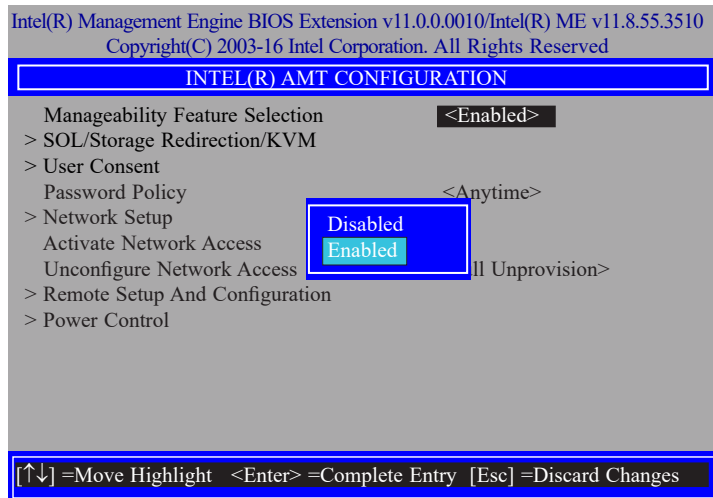 Intel(R) Management Engine BIOS Extension v11.0.0.0010/Intel(R) ME v11.8.55.3510
Copyright(C) 2003-16 Intel Corporation. All Rights Reserved
INTEL(R) AMT CONFIGURATION
Manageability Feature Selection <Enabled>
> SOL/Storage Redirection/KVM
> User Consent
Password Policy <Anytime>
> Network Setup
Disabled
Activate Network Access
Enabled
Unconfigure Network Access ll Unprovision>
> Remote Setup And Configuration
> Power Control
[↑↓] =Move Highlight <Enter> =Complete Entry [Esc] =Discard Changes